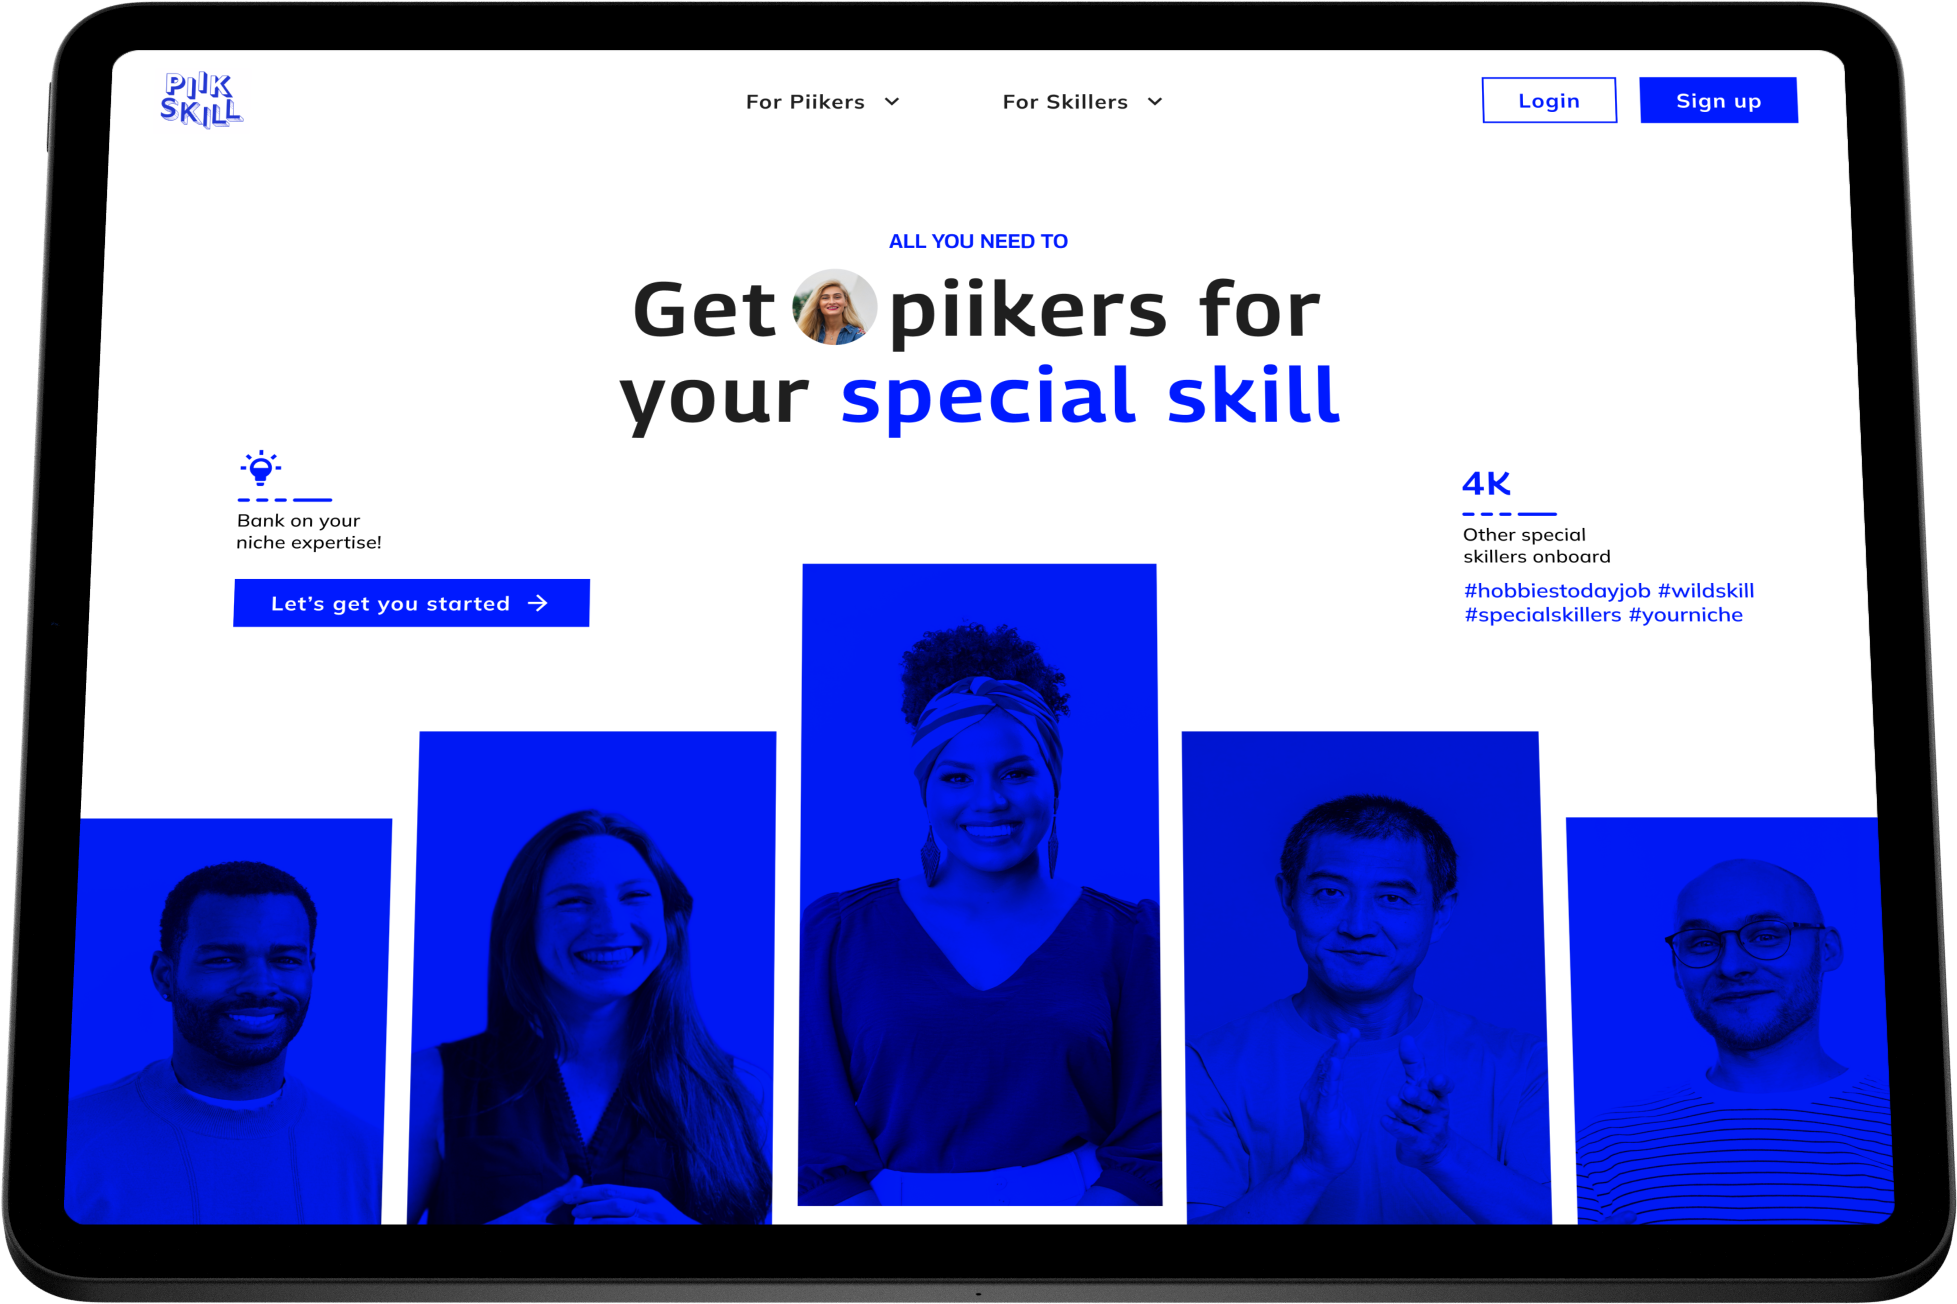 PIIK
SKILL
For Piikers
For Skillers
Login
Sign up
ALL YOU NEED TO
Get piikers for
your special skill
Bank on your
niche expertise!
Let's get you started
4K
Other special
skillers onboard
#hobbiestodayjob #wildskill
#specialskillers #yourniche